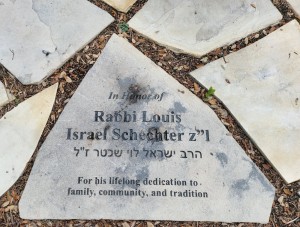 In Honor of
Rabbi Louis
Israel Schechter z"l
הרב ישראל לוי שכטר ז"ל
For his lifelong dedication to
family, community, and tradition